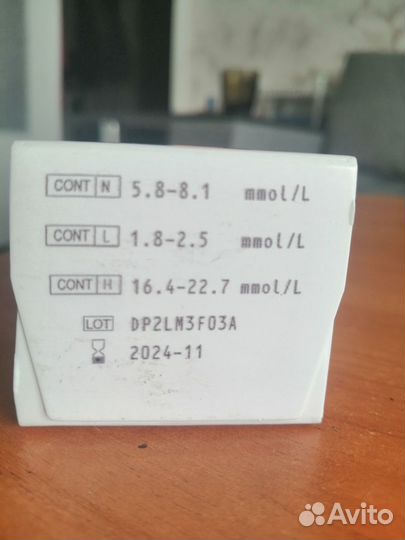 CONT N 5.8-8.1 mmol/L
CONT L 1.8-2.5 mmol/L
CONT H 16.4-22.7 mmol/L
LOT DP2LM3F03A
2024-11
Avito